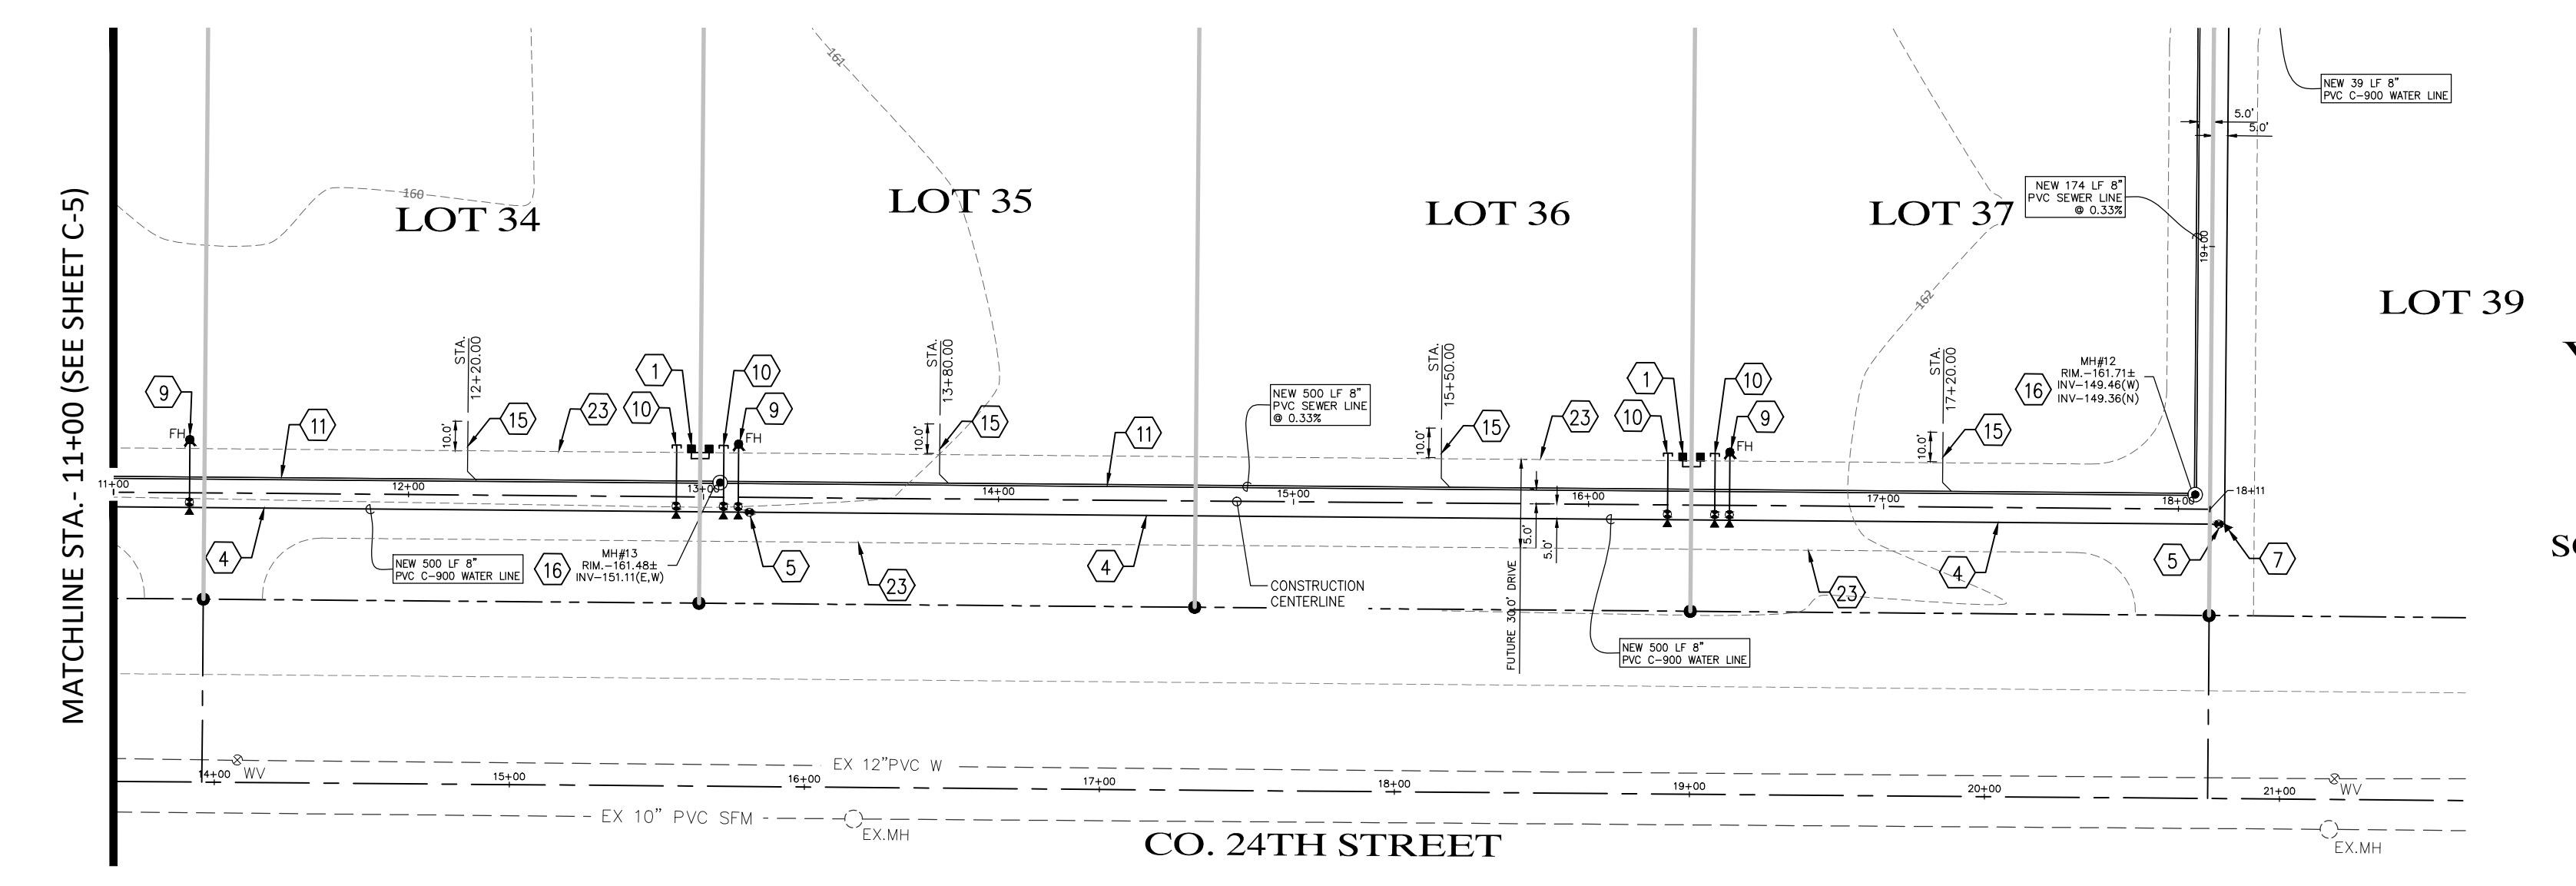 MATCHLINE STA.- 11+00 (SEE SHEET C-5)
161
160
162
LOT 34
LOT 35
LOT 36
LOT 37
LOT 39
NEW 39 LF 8"
PVC C-900 WATER LINE
5.0'
5.0'
NEW 174 LF 8"
PVC SEWER LINE
@ 0.33%
19+00
STA.
12+20.00
STA.
13+80.00
STA.
15+50.00
STA.
17+20.00
MH#12
RIM.-161.71±
INV-149.46(W)
INV-149.36(N)
16
9
FH
11
10.0'
15
23
1
10
10
9
FH
10.0'
15
11
NEW 500 LF 8"
PVC SEWER LINE
@ 0.33%
10.0'
15
23
1
10
10
9
FH
10.0'
15
11+00
12+00
13+00
14+00
15+00
16+00
17+00
18+00
18+11
4
NEW 500 LF 8"
PVC C-900 WATER LINE
16
MH#13
RIM.-161.48±
INV-151.11(E,W)
5
23
4
CONSTRUCTION
CENTERLINE
FUTURE 30.0' DRIVE
5.0'
5.0'
NEW 500 LF 8"
PVC C-900 WATER LINE
23
4
5
7
14+00
WV
15+00
16+00
EX 12"PVC W
17+00
18+00
19+00
20+00
21+00
WV
EX 10" PVC SFM
EX.MH
CO. 24TH STREET
EX.MH